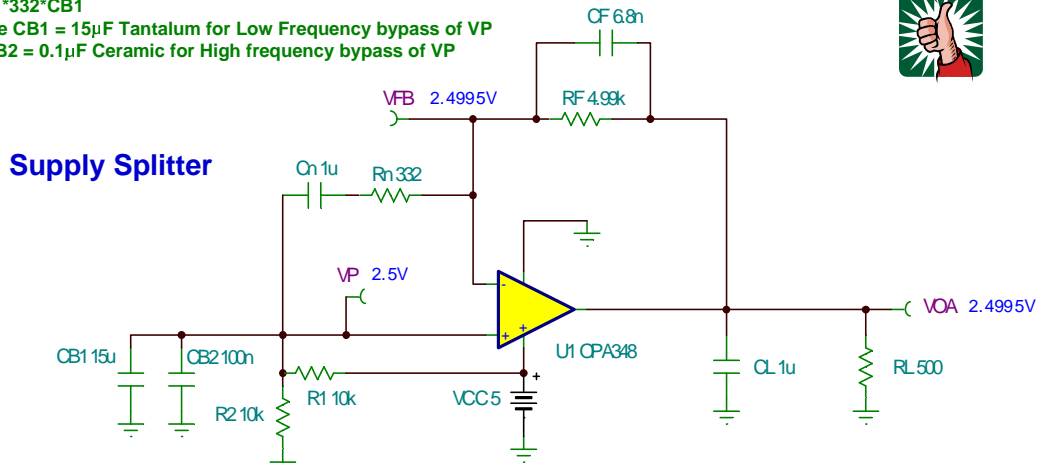 *332*CB1
e CB1 = 15µF Tantalum for Low Frequency bypass of VP
B2 = 0.1µF Ceramic for High frequency bypass of VP
CF 6.8n
VFB 2.4995V
RF 4.99k
Supply Splitter
Cn 1u
Rn 332
VP 2.5V
-
+
+
U1 OPA348
VOA 2.4995V
CB1 15u
CB2 100n
R1 10k
R2 10k
+
VCC 5
CL 1u
RL 500